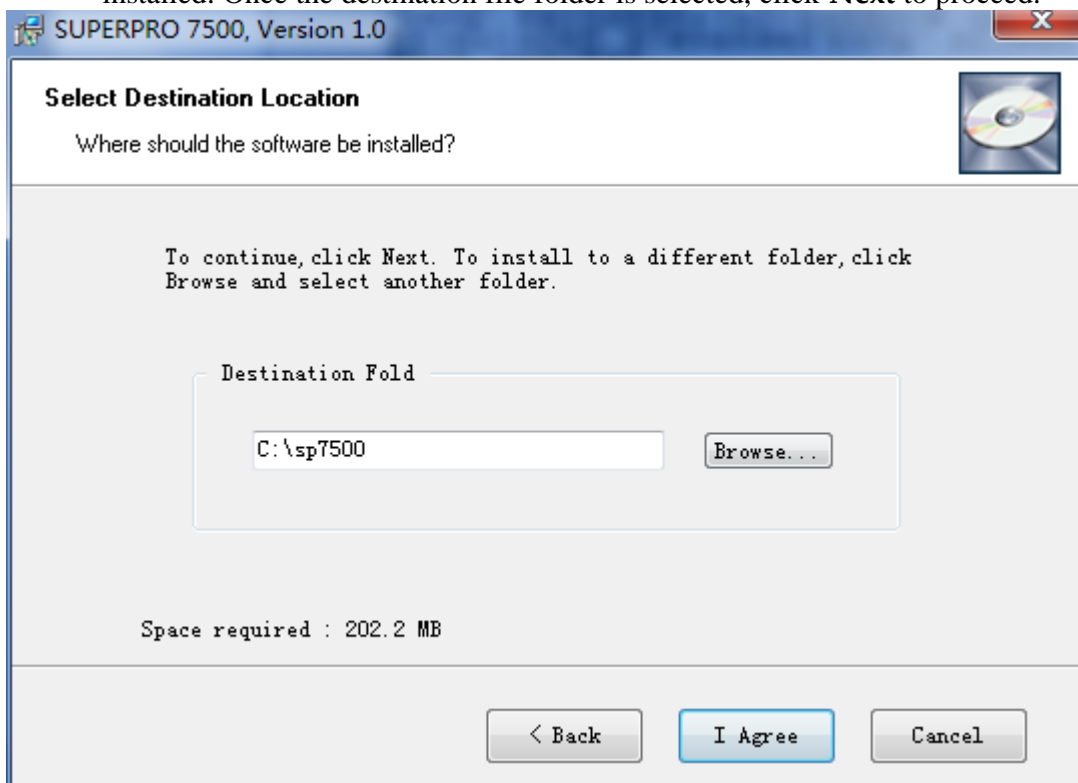 installed. Once the destination file folder is selected, click Next to proceed.
SUPERPRO 7500, Version 1.0
Select Destination Location
Where should the software be installed?
To continue,click Next. To install to a different folder,click
Browse and select another folder.
Destination Fold
C:\sp7500
Browse...
Space required : 202.2 MB
< Back
I Agree
Cancel